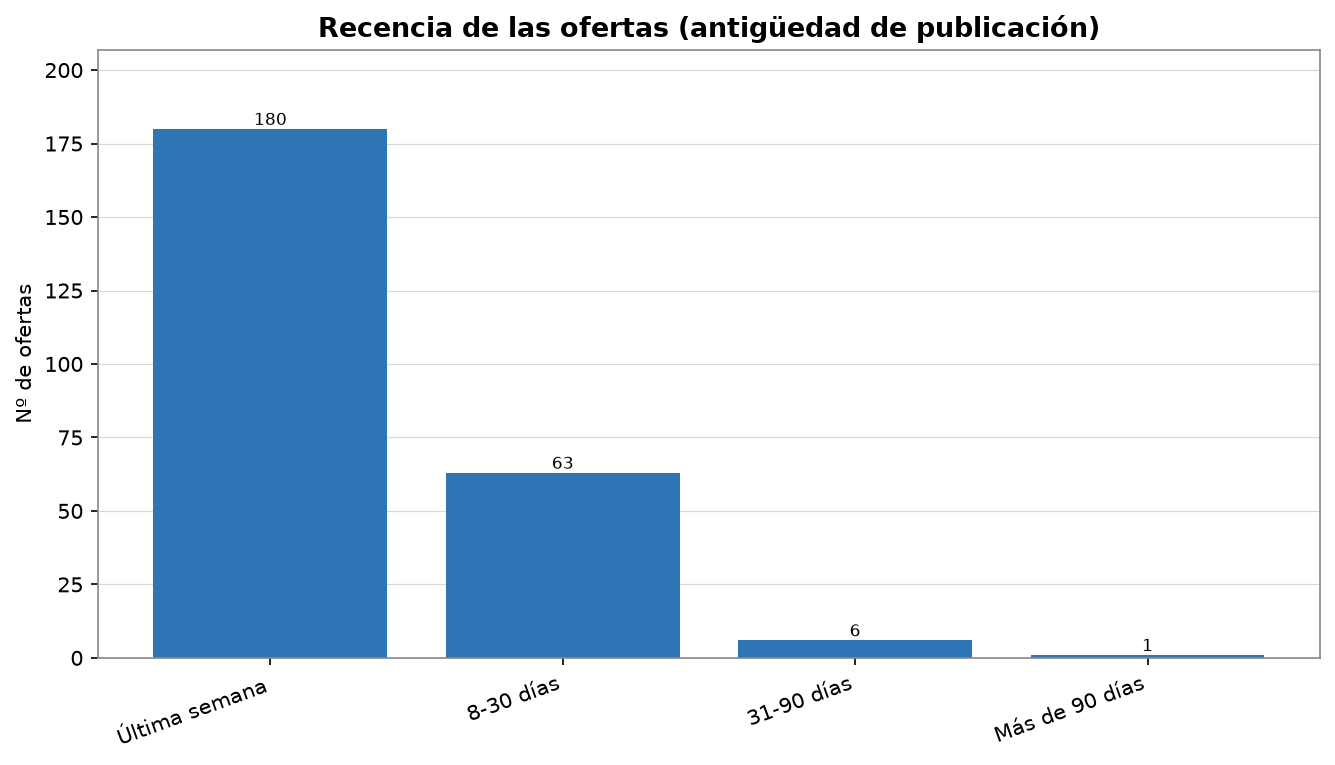 Recencia de las ofertas (antigüedad de publicación)
Nº de ofertas
200
175
150
125
100
75
50
25
0
180
63
6
1
Última semana
8-30 días
31-90 días
Más de 90 días